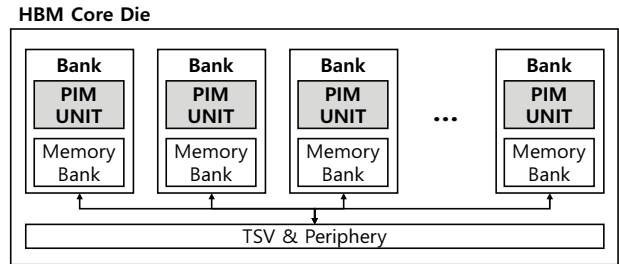 HBM Core Die
Bank
PIM
UNIT
Memory
Bank
Bank
PIM
UNIT
Memory
Bank
Bank
PIM
UNIT
Memory
Bank
...
Bank
PIM
UNIT
Memory
Bank
TSV & Periphery